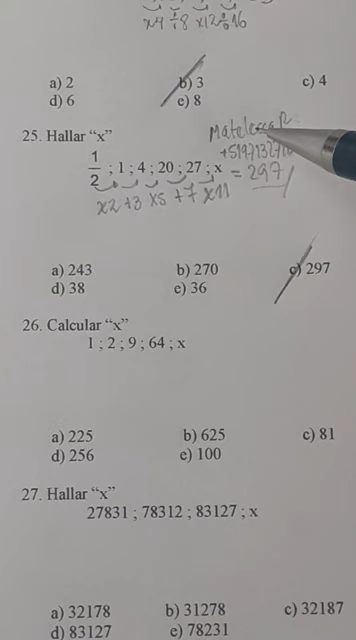 a) 2 b) 3 c) 4
d) 6 e) 8
25. Hallar “x”
1/2 ; 1 ; 4 ; 20 ; 27 ; x = 297
x2 +3 x5 +7 x11
a) 243 b) 270 c) 297
d) 38 e) 36
26. Calcular “x”
1 ; 2 ; 9 ; 64 ; x
a) 225 b) 625 c) 81
d) 256 e) 100
27. Hallar “x”
27831 ; 78312 ; 83127 ; x
a) 32178 b) 31278 c) 32187
d) 83127 e) 78231